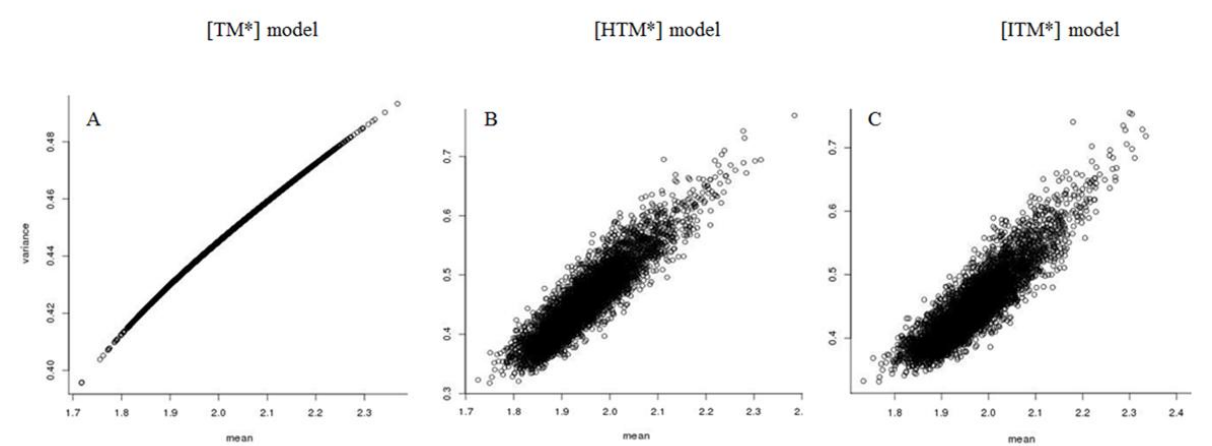 [TM*] model
[HTM*] model
[ITM*] model
A
variance
0.48
0.46
0.44
0.42
0.40
1.7 1.8 1.9 2.0 2.1 2.2 2.3
mean
B
0.7
0.6
0.5
0.4
0.3
1.7 1.8 1.9 2.0 2.1 2.2 2.3 2.
mean
C
0.7
0.6
0.5
0.4
1.8 1.9 2.0 2.1 2.2 2.3 2.4
mean